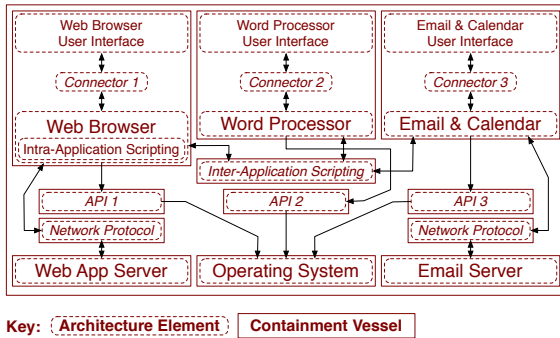 Web Browser Word Processor Email & Calendar
User Interface User Interface User Interface
Connector 1 Connector 2 Connector 3
Web Browser Word Processor Email & Calendar
Intra-Application Scripting
Inter-Application Scripting
API 1 API 2 API 3
Network Protocol Network Protocol
Web App Server Operating System Email Server
Key: Architecture Element Containment Vessel